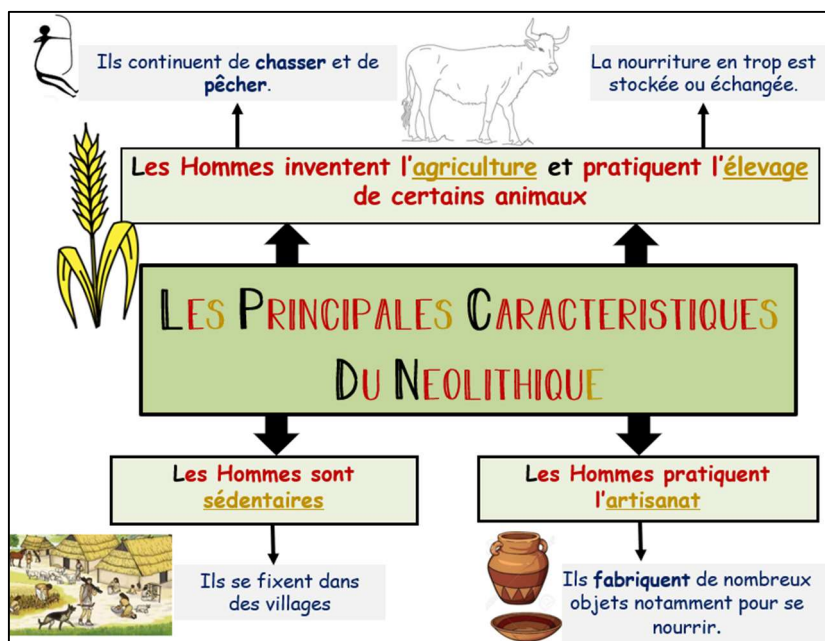 Ils continuent de chasser et de
pêcher.
La nourriture en trop est
stockée ou échangée.
Les Hommes inventent l'agriculture et pratiquent l'élevage
de certains animaux
LES PRINCIPALES CARACTERISTIQUES
DU NEOLITHIQUE
Les Hommes sont
sédentaires
Les Hommes pratiquent
l'artisanat
Ils se fixent dans
des villages
Ils fabriquent de nombreux
objets notamment pour se
nourrir.